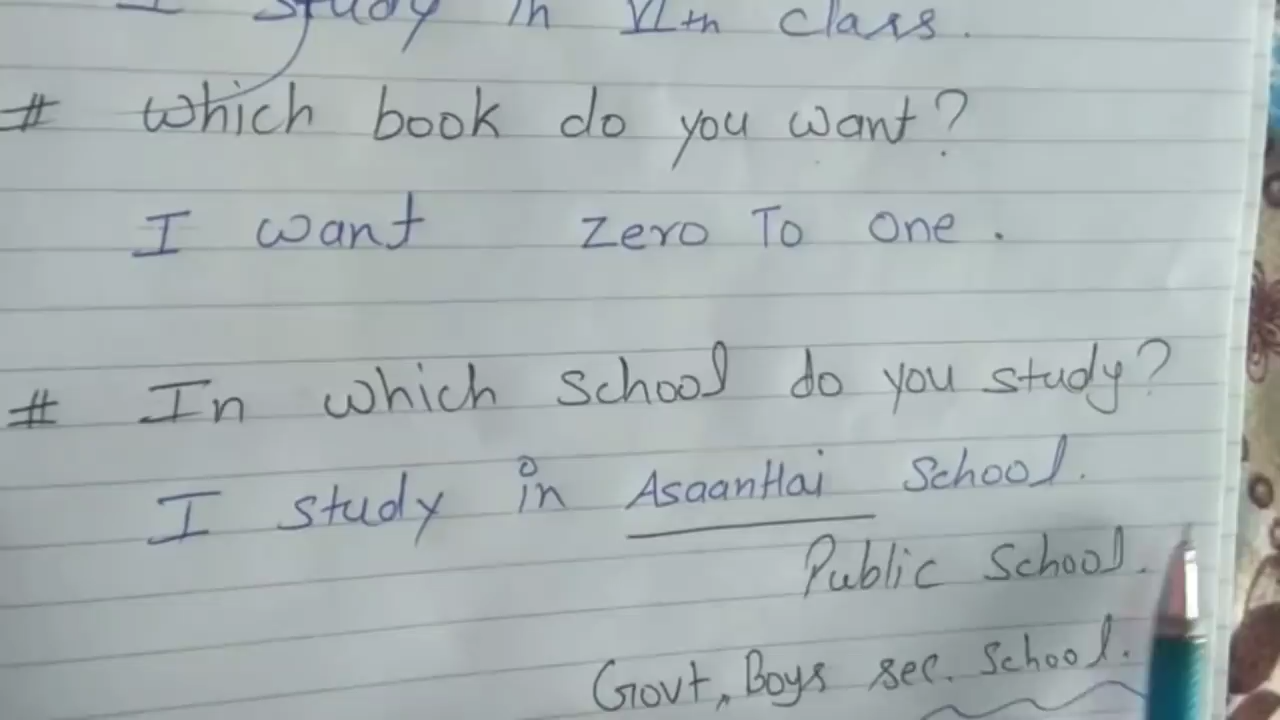 I study in VIth class.
# Which book do you want?
I want zero To one.
# In which school do you study?
I study in AsaanHai school.
Public School.
Govt. Boys sec. School.